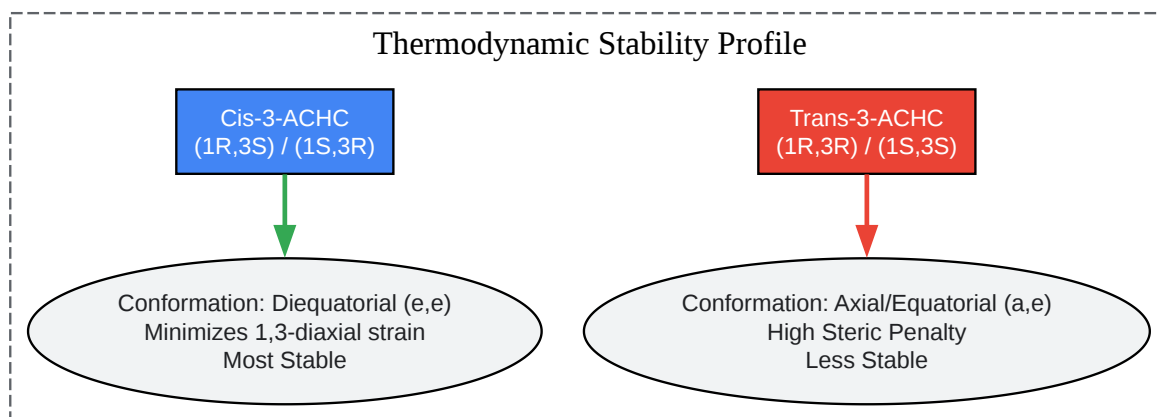 Thermodynamic Stability Profile
Cis-3-ACHC
(1R,3S) / (1S,3R)
Trans-3-ACHC
(1R,3R) / (1S,3S)
Conformation: Diequatorial (e,e)
Minimizes 1,3-diaxial strain
Most Stable
Conformation: Axial/Equatorial (a,e)
High Steric Penalty
Less Stable